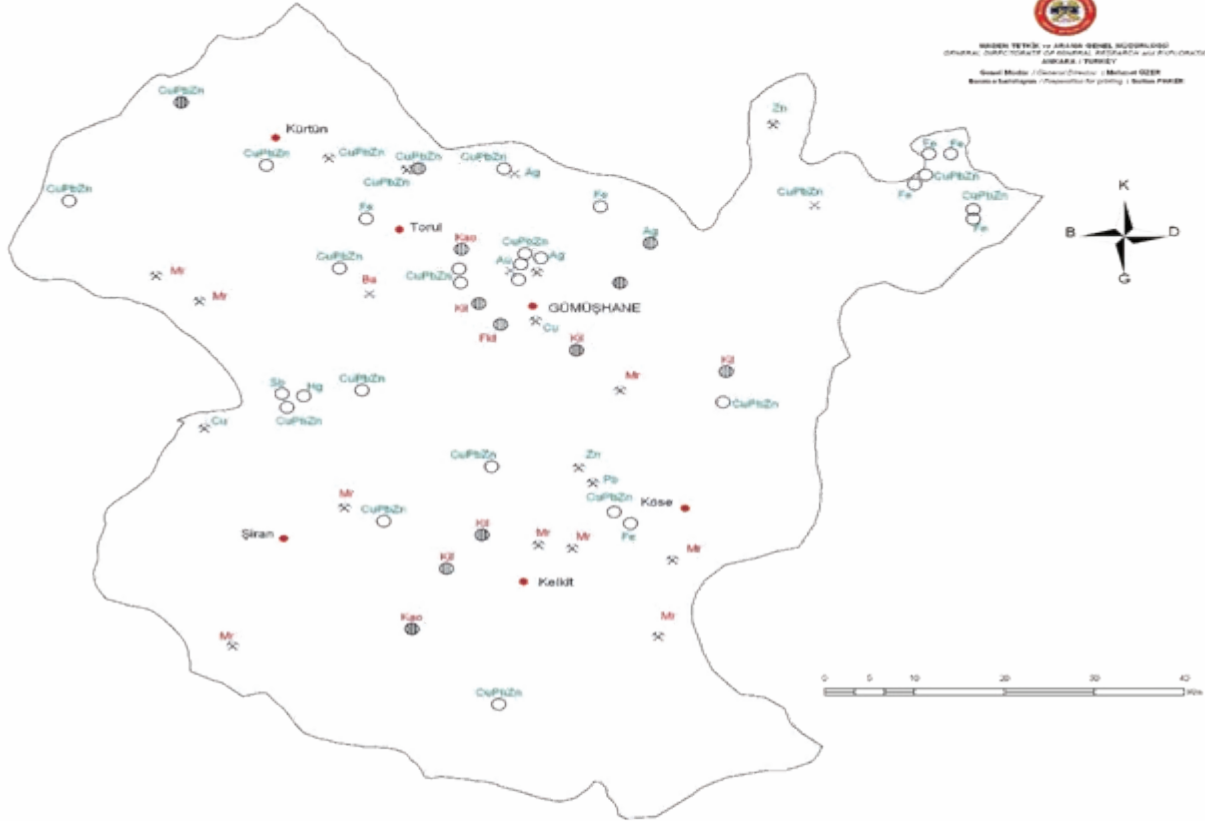 MADEN TETKİK ve ARAMA GENEL MÜDÜRLÜĞÜ
GENERAL DIRECTORATE OF MINERAL RESEARCH and EXPLORATION
ANKARA / TURKEY
CuPbZn
Zn
Kürtün
CuPbZn
CuPbZn
CuPbZn
CuPbZn
CuPbZn
Ag
Fe
Fe
CuPbZn
Fe
CuPbZn
CuPbZn
Fe
CuPbZn
Fe
Fe
K
B
D
G
Torul
Kao
Ag
CuPbZn
Au
Ag
CuPbZn
CuPbZn
Mr
Mr
Ba
Kil
GÜMÜŞHANE
Cu
Fld
Kil
Kil
Mr
CuPbZn
Sb
Hg
CuPbZn
CuPbZn
Cu
CuPbZn
Zn
Pb
Mr
CuPbZn
CuPbZn
Köse
Fe
Şiran
Kil
Mr
Mr
Mr
Kil
Kelkit
Kao
Mr
Mr
CuPbZn
0 5 10 20 30 40